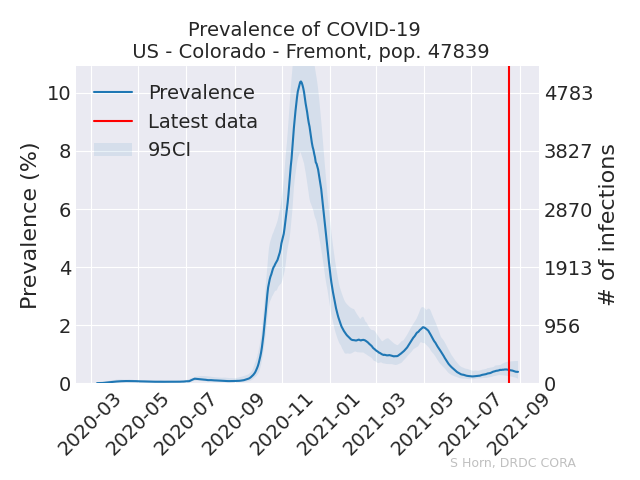 Prevalence of COVID-19
US - Colorado - Fremont, pop. 47839
Prevalence
Latest data
95CI
Prevalence (%)
10
8
6
4
2
0
4783
3827
2870
1913
956
0
# of infections
2020-03
2020-05
2020-07
2020-09
2020-11
2021-01
2021-03
2021-05
2021-07
2021-09
S Horn, DRDC CORA